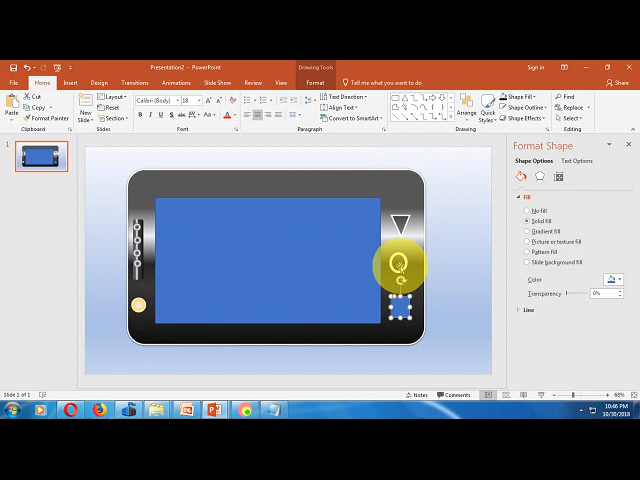 Presentation2 - PowerPoint
Drawing Tools
Sign in
File Home Insert Design Transitions Animations Slide Show Review View Format Tell me what you want to do Share
Paste
Cut
Copy
Format Painter
Clipboard
New Slide
Layout
Reset
Section
Slides
Calibri (Body) 18
B I U S abc AV Aa A
Font
Text Direction
Align Text
Convert to SmartArt
Paragraph
Arrange
Quick Styles
Shape Fill
Shape Outline
Shape Effects
Drawing
Find
Replace
Select
Editing
1
Format Shape
Shape Options Text Options
Fill
No fill
Solid fill
Gradient fill
Picture or texture fill
Pattern fill
Slide background fill
Color
Transparency 0%
Line
Slide 1 of 1
Notes Comments 68%
10:46 PM
10/30/2018